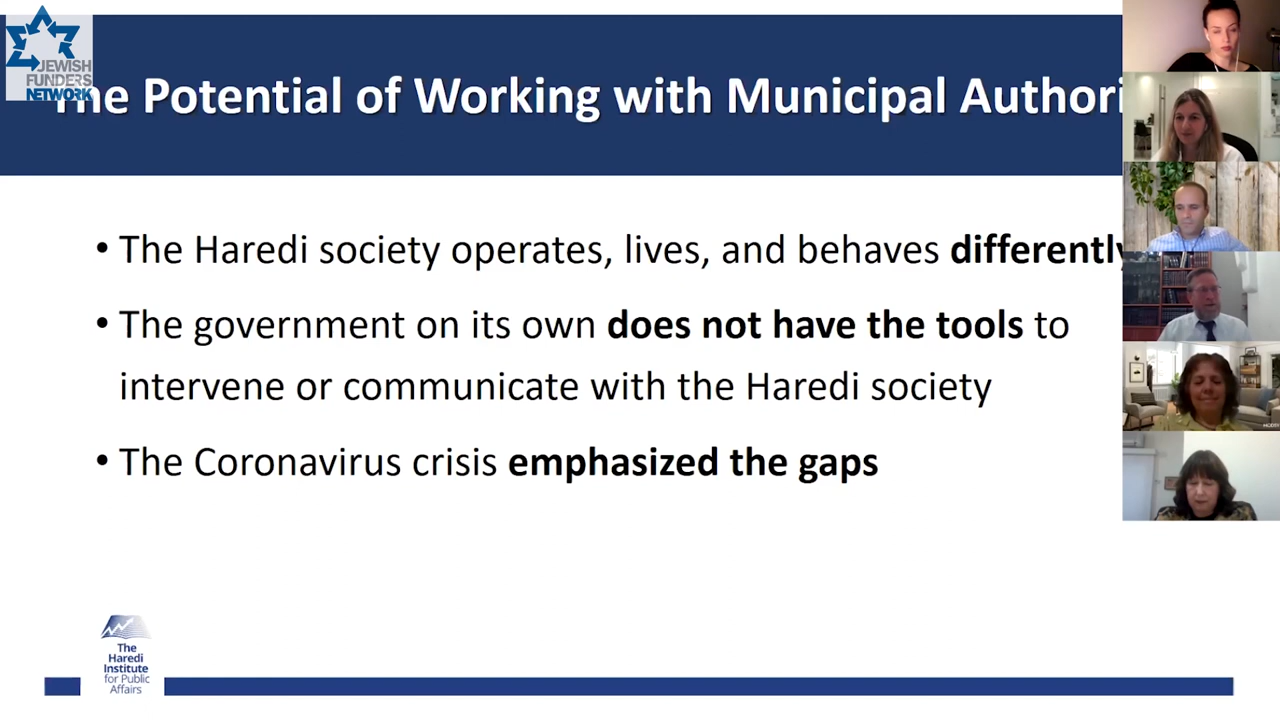 JEWISH
FUNDERS
NETWORK
The Potential of Working with Municipal Authori
• The Haredi society operates, lives, and behaves differently
• The government on its own does not have the tools to
intervene or communicate with the Haredi society
• The Coronavirus crisis emphasized the gaps
The
Haredi
Institute
for Public
Affairs